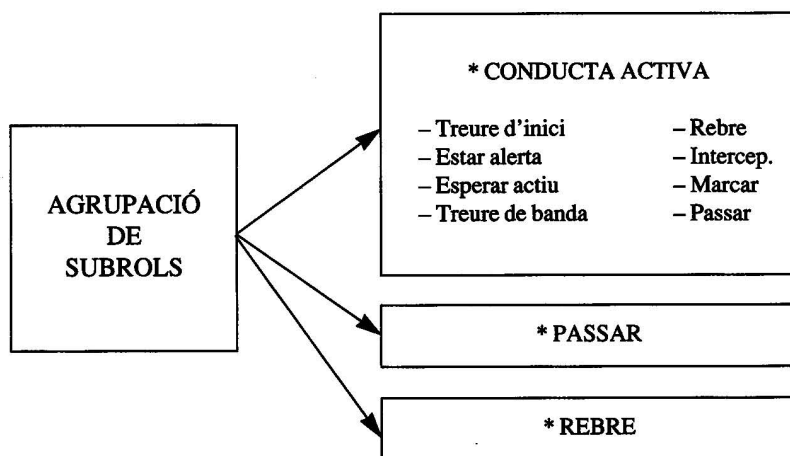 AGRUPACIÓ
DE
SUBROLS
* CONDUCTA ACTIVA
– Treure d'inici
– Estar alerta
– Esperar actiu
– Treure de banda
– Rebre
– Intercep.
– Marcar
– Passar
* PASSAR
* REBRE